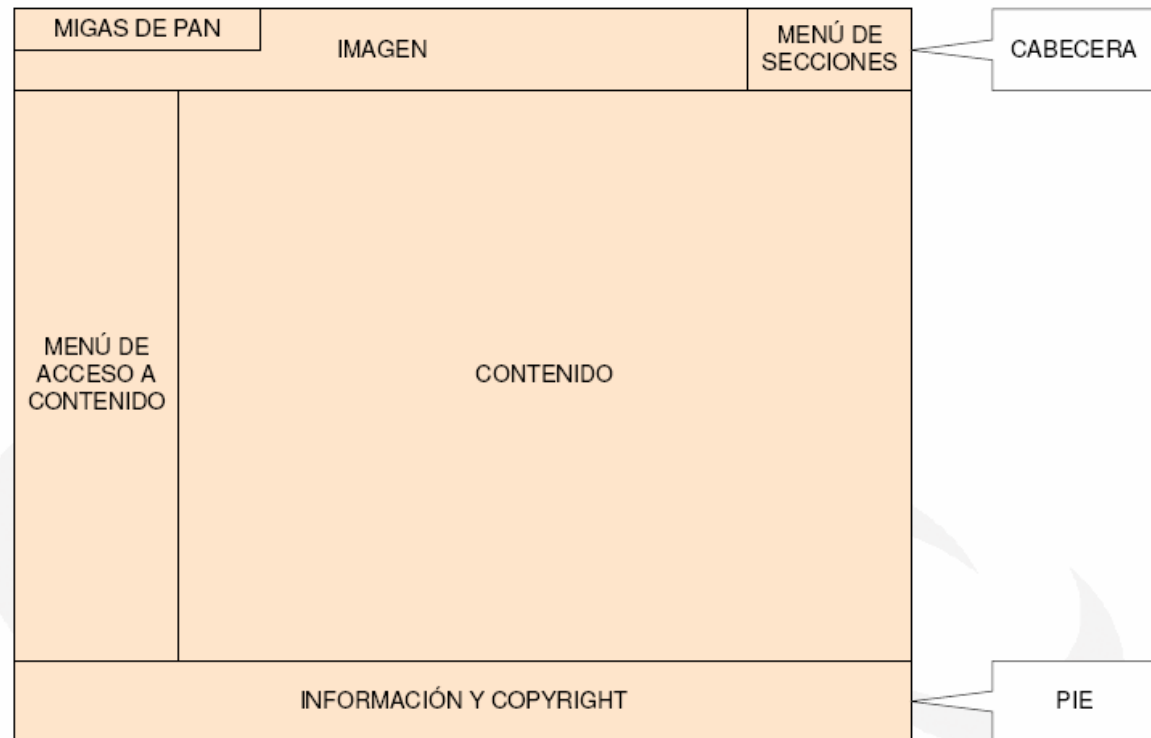 MIGAS DE PAN
IMAGEN
MENÚ DE
SECCIONES
CABECERA
MENÚ DE
ACCESO A
CONTENIDO
CONTENIDO
INFORMACIÓN Y COPYRIGHT
PIE